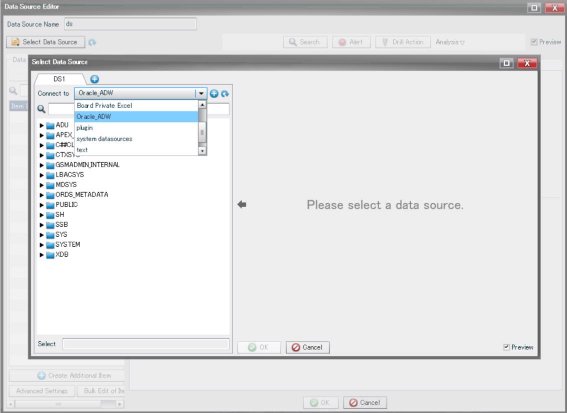 Data Source Editor
Data Source Name ds
Select Data Source Search Alert Drill Action Analysis Preview
Select Data Source
DS1
Connect to Oracle_ADW
Board Private Excel
Oracle_ADW
plugin
system datasources
text
ADU
APEX_
C##CL
CTXSYS
GSMADMIN_INTERNAL
LBACSYS
MDSYS
ORDS_METADATA
PUBLIC
SH
SSB
SYS
SYSTEM
XDB
Please select a data source.
Select
OK Cancel Preview
Create Additional Item
Advanced Settings Bulk Edit of Ite
OK Cancel